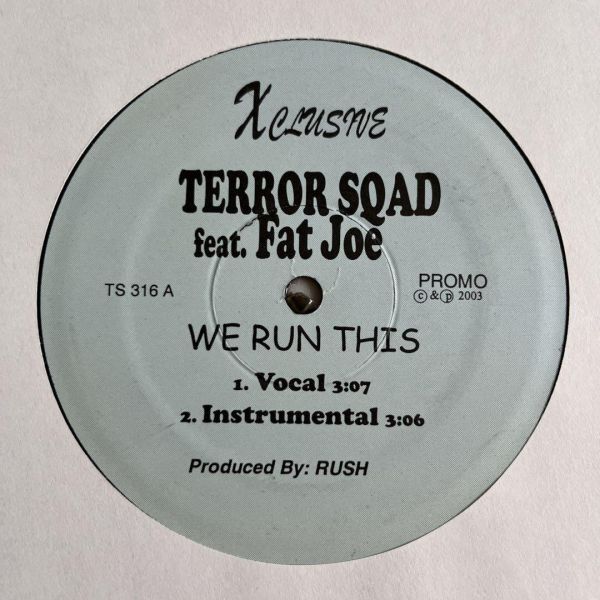 Xclusive
TERROR SQAD
feat. Fat Joe
TS 316 A
PROMO
Ⓒ & Ⓟ 2003
WE RUN THIS
1. Vocal 3:07
2. Instrumental 3:06
Produced By: RUSH